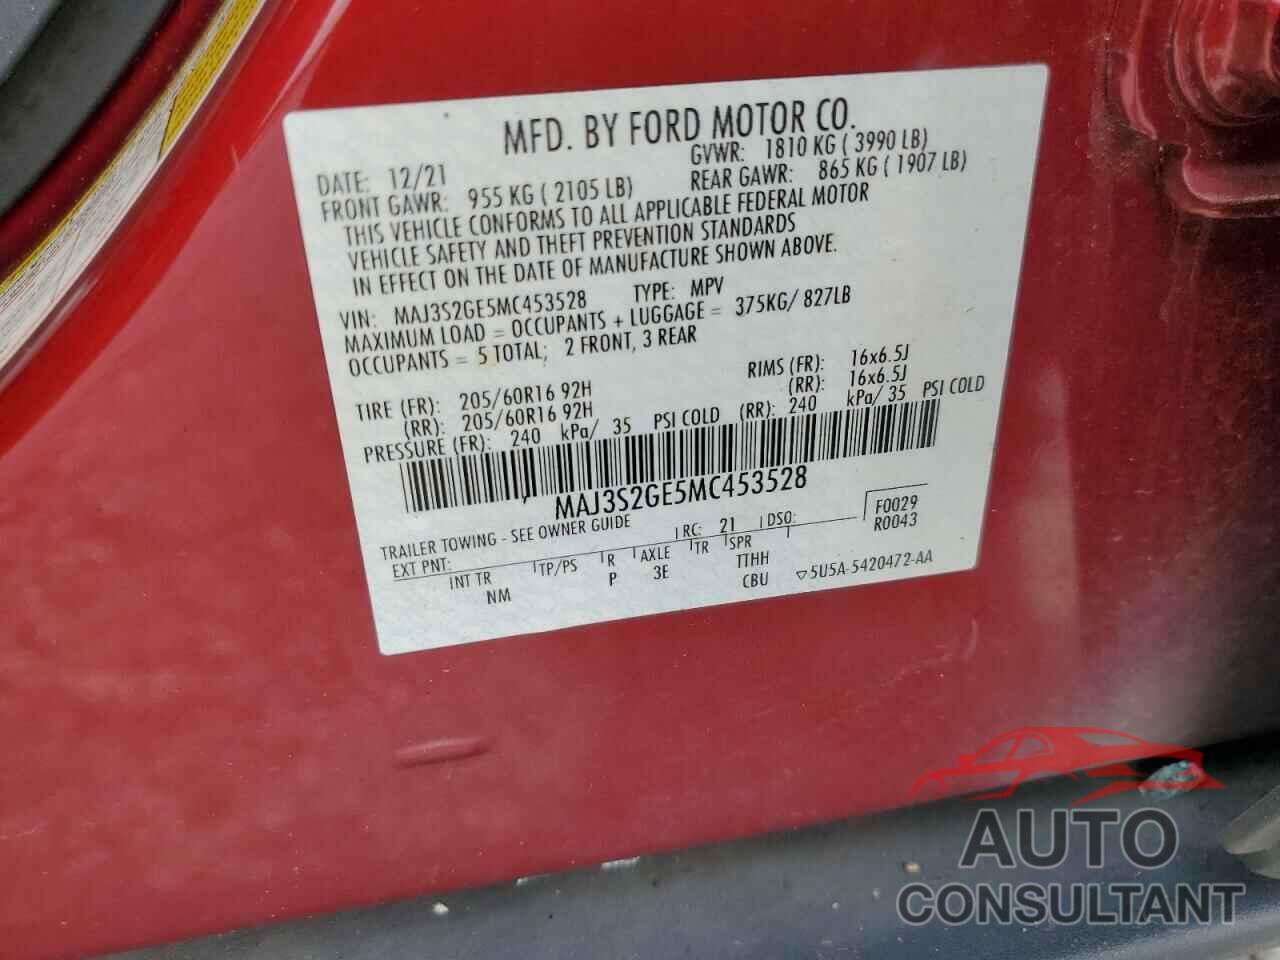 MFD. BY FORD MOTOR CO.
DATE: 12/21 GVWR: 1810 KG ( 3990 LB)
FRONT GAWR: 955 KG ( 2105 LB) REAR GAWR: 865 KG ( 1907 LB)
THIS VEHICLE CONFORMS TO ALL APPLICABLE FEDERAL MOTOR
VEHICLE SAFETY AND THEFT PREVENTION STANDARDS
IN EFFECT ON THE DATE OF MANUFACTURE SHOWN ABOVE.
VIN: MAJ3S2GE5MC453528 TYPE: MPV
MAXIMUM LOAD = OCCUPANTS + LUGGAGE = 375KG/ 827LB
OCCUPANTS = 5 TOTAL; 2 FRONT, 3 REAR
TIRE (FR): 205/60R16 92H RIMS (FR): 16x6.5J
(RR): 205/60R16 92H (RR): 16x6.5J
PRESSURE (FR): 240 kPa/ 35 PSI COLD (RR): 240 kPa/ 35 PSI COLD
MAJ3S2GE5MC453528
TRAILER TOWING - SEE OWNER GUIDE
EXT PNT: RC: 21 DSO: F0029
R0043
INT TR TP/PS R AXLE TR SPR
NM P 3E TTHH
CBU ▽5U5A-5420472-AA
AUTO
CONSULTANT